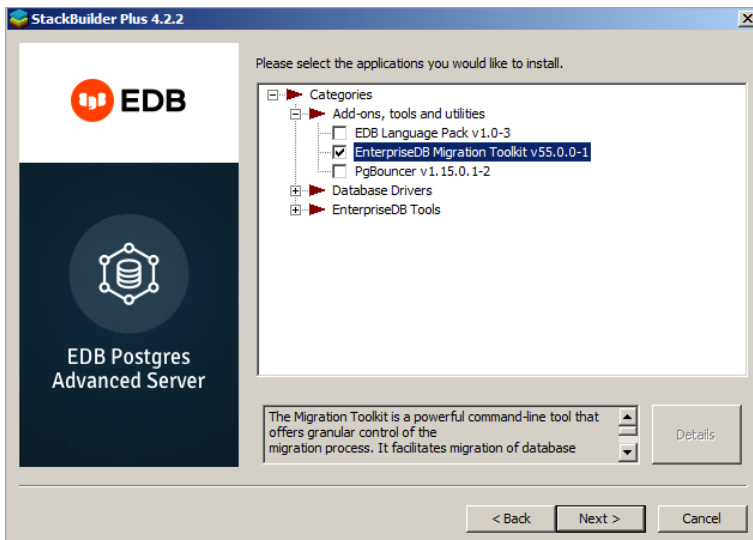 StackBuilder Plus 4.2.2
EDB
EDB Postgres
Advanced Server
Please select the applications you would like to install.
Categories
Add-ons, tools and utilities
EDB Language Pack v1.0-3
EnterpriseDB Migration Toolkit v55.0.0-1
PgBouncer v1.15.0.1-2
Database Drivers
EnterpriseDB Tools
The Migration Toolkit is a powerful command-line tool that
offers granular control of the
migration process. It facilitates migration of database
Details
< Back
Next >
Cancel